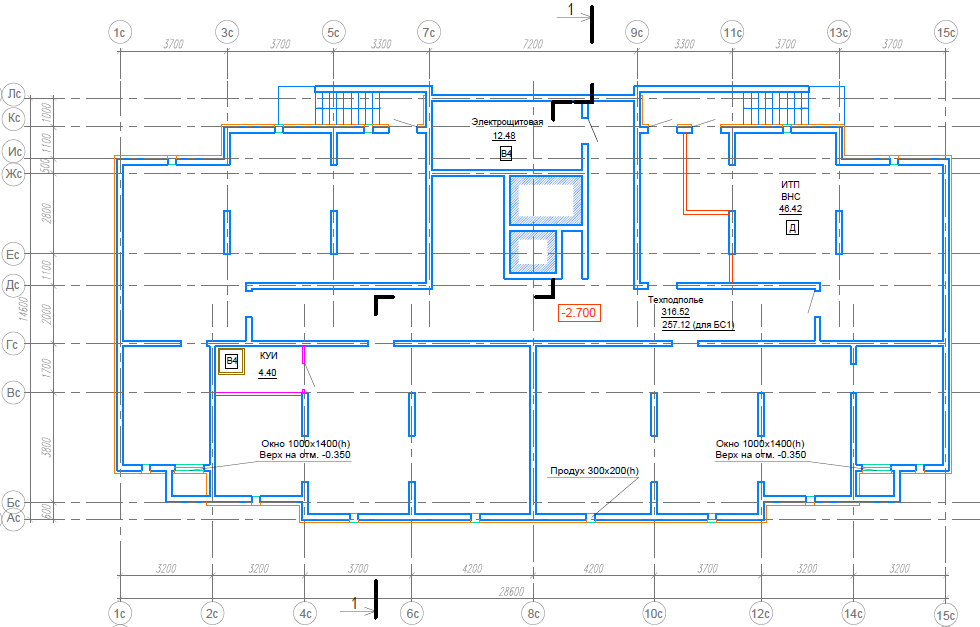 1
1с 3с 5с 7с 9с 11с 13с 15с
3700 3700 3300 7200 3300 3700 3700
Лс
Кс
Ис
Жс
Ес
Дс
Гс
Вс
Бс
Ас
1000
1100
500
2800
1100
2000
1700
3800
600
14600
Электрощитовая
12.48
В4
ИТП
ВНС
46.42
Д
-2.700
Техподполье
316.52
257.12 (для БС1)
В4
КУИ
4.40
Окно 1000х1400(h)
Верх на отм. -0.350
Продух 300х200(h)
Окно 1000х1400(h)
Верх на отм. -0.350
3200 3200 3700 4200 4200 3700 3200 3200
28600
1
1с 2с 4с 6с 8с 10с 12с 14с 15с